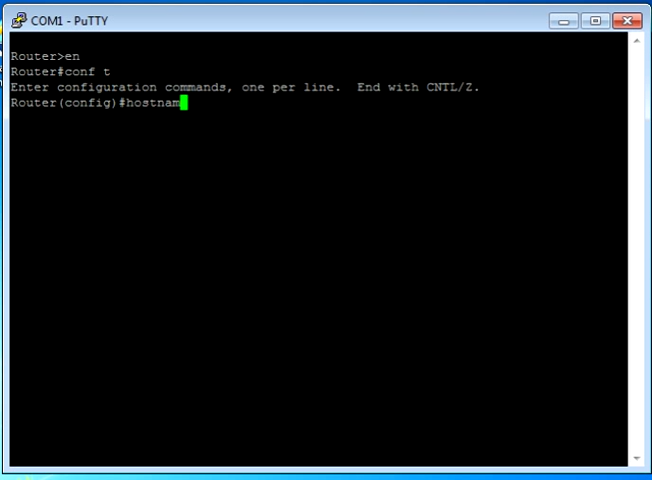 COM1 - PuTTY
Router>en
Router#conf t
Enter configuration commands, one per line.  End with CNTL/Z.
Router(config)#hostnam